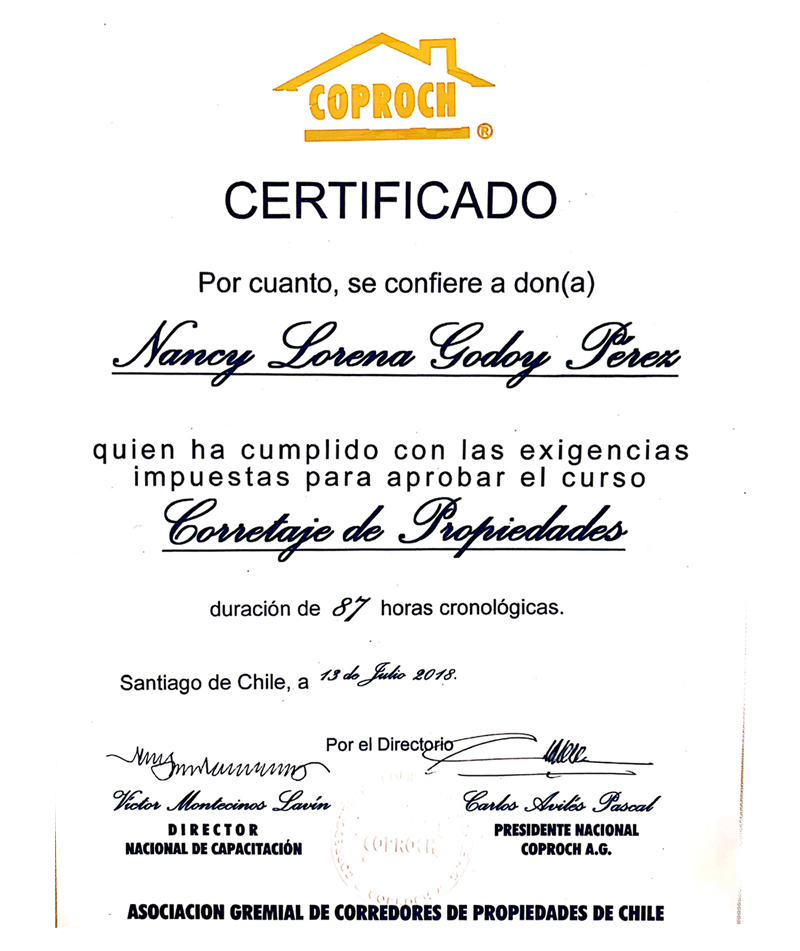 COPROCH
®
CERTIFICADO
Por cuanto, se confiere a don(a)
Nancy Lorena Godoy Pérez
quien ha cumplido con las exigencias
impuestas para aprobar el curso
Corretaje de Propiedades
duración de 87 horas cronológicas.
Santiago de Chile, a 13 de Julio 2018.
Por el Directorio
Victor Montecinos Lavín
DIRECTOR
NACIONAL DE CAPACITACIÓN
Carlos Avilés Pascal
PRESIDENTE NACIONAL
COPROCH A.G.
COPROCH
ASOCIACION GREMIAL DE CORREDORES DE PROPIEDADES DE CHILE